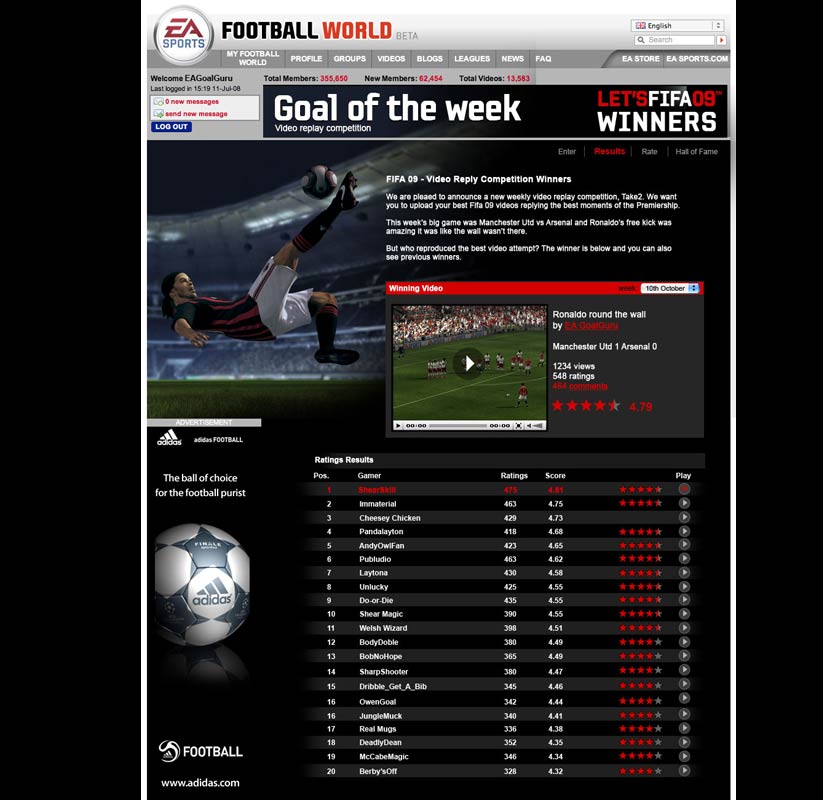 EA SPORTS
FOOTBALL WORLD BETA
English
Search
MY FOOTBALL WORLD PROFILE GROUPS VIDEOS BLOGS LEAGUES NEWS FAQ EA STORE EA SPORTS.COM
Welcome EAGoalGuru Total Members: 355,650 New Members: 62,454 Total Videos: 13,583
Last logged in 15:19 11-Jul-08
0 new messages
send new message
LOG OUT
Goal of the week
Video replay competition
LET'SFIFA09™
WINNERS
Enter Results Rate Hall of Fame
FIFA 09 - Video Reply Competition Winners
We are pleaed to announce a new weekly video replay competition, Take2. We want
you to upload your best Fifa 09 videos replying the best moments of the Premiership.
This week's big game was Manchester Utd vs Arsenal and Ronaldo's free kick was
amazing it was like the wall wasn't there.
But who reproduced the best video attempt? The winner is below and you can also
see previous winners.
Winning Video week 10th October
Ronaldo round the wall
by EA GoalGuru
Manchester Utd 1 Arsenal 0
1234 views
548 ratings
464 comments
4.79
00:00 00:00
ADVERTISEMENT
adidas adidas FOOTBALL
The ball of choice
for the football purist
FINALE
adidas
FOOTBALL
www.adidas.com
Ratings Results
Pos. Gamer Ratings Score Play
1 ShearSkill 475 4.81
2 Immaterial 463 4.75
3 Cheesey Chicken 429 4.73
4 Pandalayton 418 4.68
5 AndyOwlFan 423 4.65
6 Publudio 463 4.62
7 Laytona 430 4.58
8 Unlucky 425 4.55
9 Do-or-Die 435 4.55
10 Shear Magic 390 4.55
11 Welsh Wizard 398 4.51
12 BodyDoble 380 4.49
13 BobNoHope 365 4.49
14 SharpShooter 380 4.47
15 Dribble_Get_A_Bib 345 4.46
16 OwenGoal 342 4.44
16 JungleMuck 340 4.41
17 Real Mugs 336 4.38
18 DeadlyDean 352 4.35
19 McCabeMagic 346 4.34
20 Berby'sOff 328 4.32